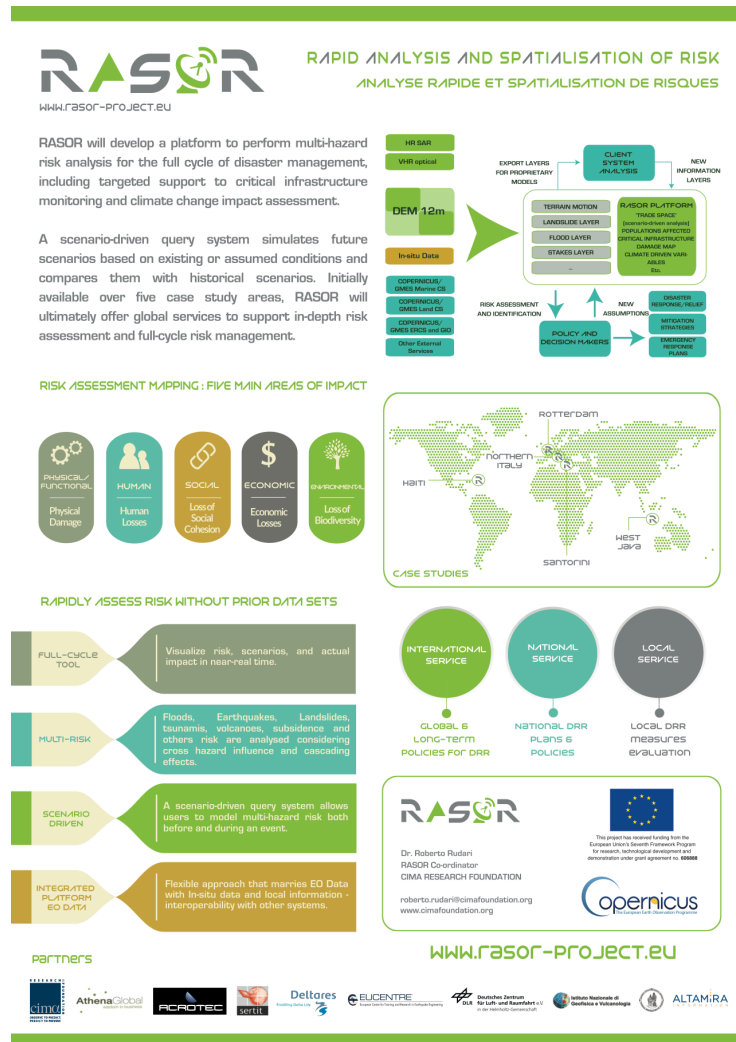 RASOR
www.rasor-project.eu
RAPID ANALYSIS AND SPATIALISATION OF RISK
ANALYSE RAPIDE ET SPATIALISATION DE RISQUES
RASOR will develop a platform to perform multi-hazard
risk analysis for the full cycle of disaster management,
including targeted support to critical infrastructure
monitoring and climate change impact assessment.
A scenario-driven query system simulates future
scenarios based on existing or assumed conditions and
compares them with historical scenarios. Initially
available over five case study areas, RASOR will
ultimately offer global services to support in-depth risk
assessment and full-cycle risk management.
HR SAR
VHR optical
DEM 12m
In-situ Data
COPERNICUS/
GMES Marine CS
COPERNICUS/
GMES Land CS
COPERNICUS/
GMES ERCS and GIO
Other External
Services
EXPORT LAYERS
FOR PROPRIETARY
MODELS
CLIENT
SYSTEM
ANALYSIS
NEW
INFORMATION
LAYERS
TERRAIN MOTION
LANDSLIDE LAYER
FLOOD LAYER
STAKES LAYER
...
RASOR PLATFORM
'TRADE SPACE'
(scenario-driven analysis)
POPULATIONS AFFECTED
CRITICAL INFRASTRUCTURE
DAMAGE MAP
CLIMATE DRIVEN VARI-
ABLES
Etc.
RISK ASSESSMENT
AND IDENTIFICATION
NEW
ASSUMPTIONS
POLICY AND
DECISION MAKERS
DISASTER
RESPONSE/RELIEF
MITIGATION
STRATEGIES
EMERGENCY
RESPONSE
PLANS
RISK ASSESSMENT MAPPING : FIVE MAIN AREAS OF IMPACT
PHYSICAL/
FUNCTIONAL
Physical
Damage
HUMAN
Human
Losses
SOCIAL
Loss of
Social
Cohesion
$
ECONOMIC
Economic
Losses
ENVIRONMENTAL
Loss of
Biodiversity
ROTTERDAM
NORTHERN
ITALY
HAITI
WEST
JAVA
SANTORINI
CASE STUDIES
RAPIDLY ASSESS RISK WITHOUT PRIOR DATA SETS
FULL-CYCLE
TOOL
Visualize risk, scenarios, and actual
impact in near-real time.
MULTI-RISK
Floods, Earthquakes, Landslides,
tsunamis, volcanoes, subsidence and
others risk are analysed considering
cross hazard influence and cascading
effects.
SCENARIO
DRIVEN
A scenario-driven query system allows
users to model multi-hazard risk both
before and during an event.
INTEGRATED
PLATFORM
EO DATA
Flexible approach that marries EO Data
with In-situ data and local information -
interoperability with other systems.
INTERNATIONAL
SERVICE
GLOBAL &
LONG-TERM
POLICIES FOR DRR
NATIONAL
SERVICE
NATIONAL DRR
PLANS &
POLICIES
LOCAL
SERVICE
LOCAL DRR
MEASURES
EVALUATION
RASOR
Dr. Roberto Rudari
RASOR Co-ordinator
CIMA RESEARCH FOUNDATION
roberto.rudari@cimafoundation.org
www.cimafoundation.org
This project has received funding from the
European Union's Seventh Framework Program
for research, technological development and
demonstration under grant agreement no. 606888
Copernicus
The European Earth Observation Programme
www.rasor-project.eu
PARTNERS
RESEARCH
cima
AthenaGlobal
ACROTEC
sertit
Deltares
Enabling Delta Life
EUCENTRE
DLR
Deutsches Zentrum
für Luft- und Raumfahrt e.V.
in der Helmholtz-Gemeinschaft
Istituto Nazionale di
Geofisica e Vulcanologia
ALTAMIRA
INFORMATION